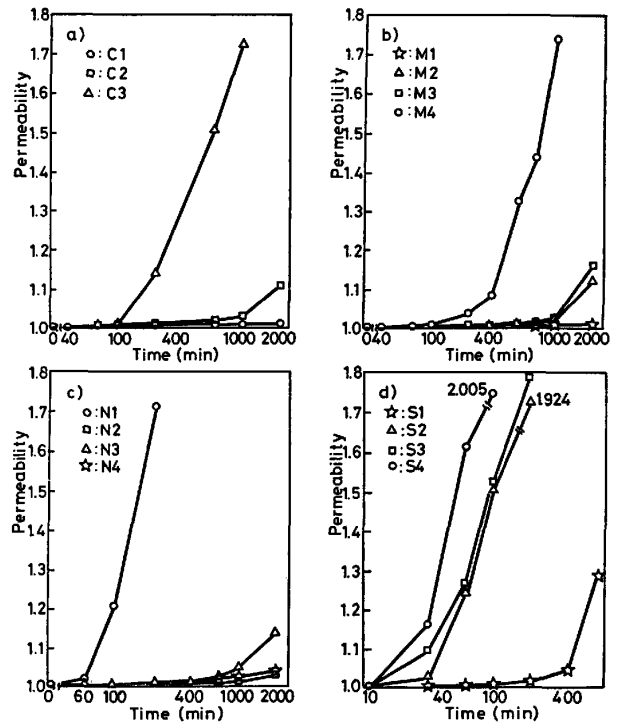 a)
○: C1
□: C2
△: C3
Permeability
1.8
1.7
1.6
1.5
1.4
1.3
1.2
1.1
1.0
0 40 100 400 1000 2000
Time (min)
b)
☆: M1
△: M2
□: M3
○: M4
Permeability
1.8
1.7
1.6
1.5
1.4
1.3
1.2
1.1
1.0
0 40 100 400 1000 2000
Time (min)
c)
○: N1
□: N2
△: N3
☆: N4
Permeability
1.8
1.7
1.6
1.5
1.4
1.3
1.2
1.1
1.0
0 60 100 400 1000 2000
Time (min)
d)
☆: S1
△: S2
□: S3
○: S4
2.005
1.924
Permeability
1.8
1.7
1.6
1.5
1.4
1.3
1.2
1.1
1.0
10 100 400
Time (min)